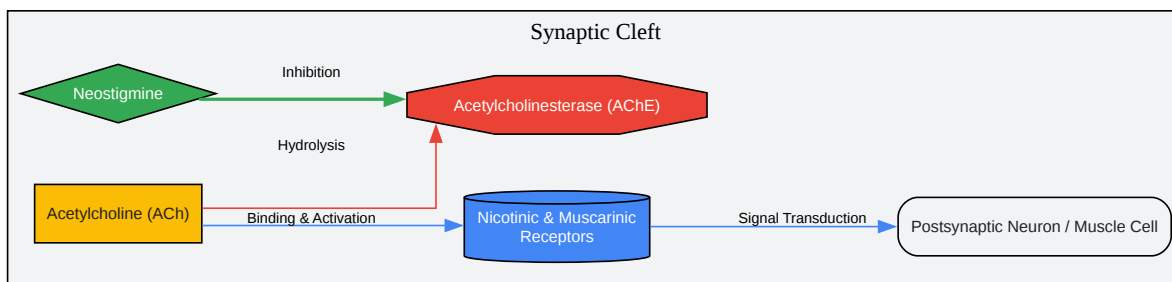 Synaptic Cleft
Inhibition
Neostigmine
Acetylcholinesterase (AChE)
Hydrolysis
Acetylcholine (ACh)
Binding & Activation
Nicotinic & Muscarinic
Receptors
Signal Transduction
Postsynaptic Neuron / Muscle Cell